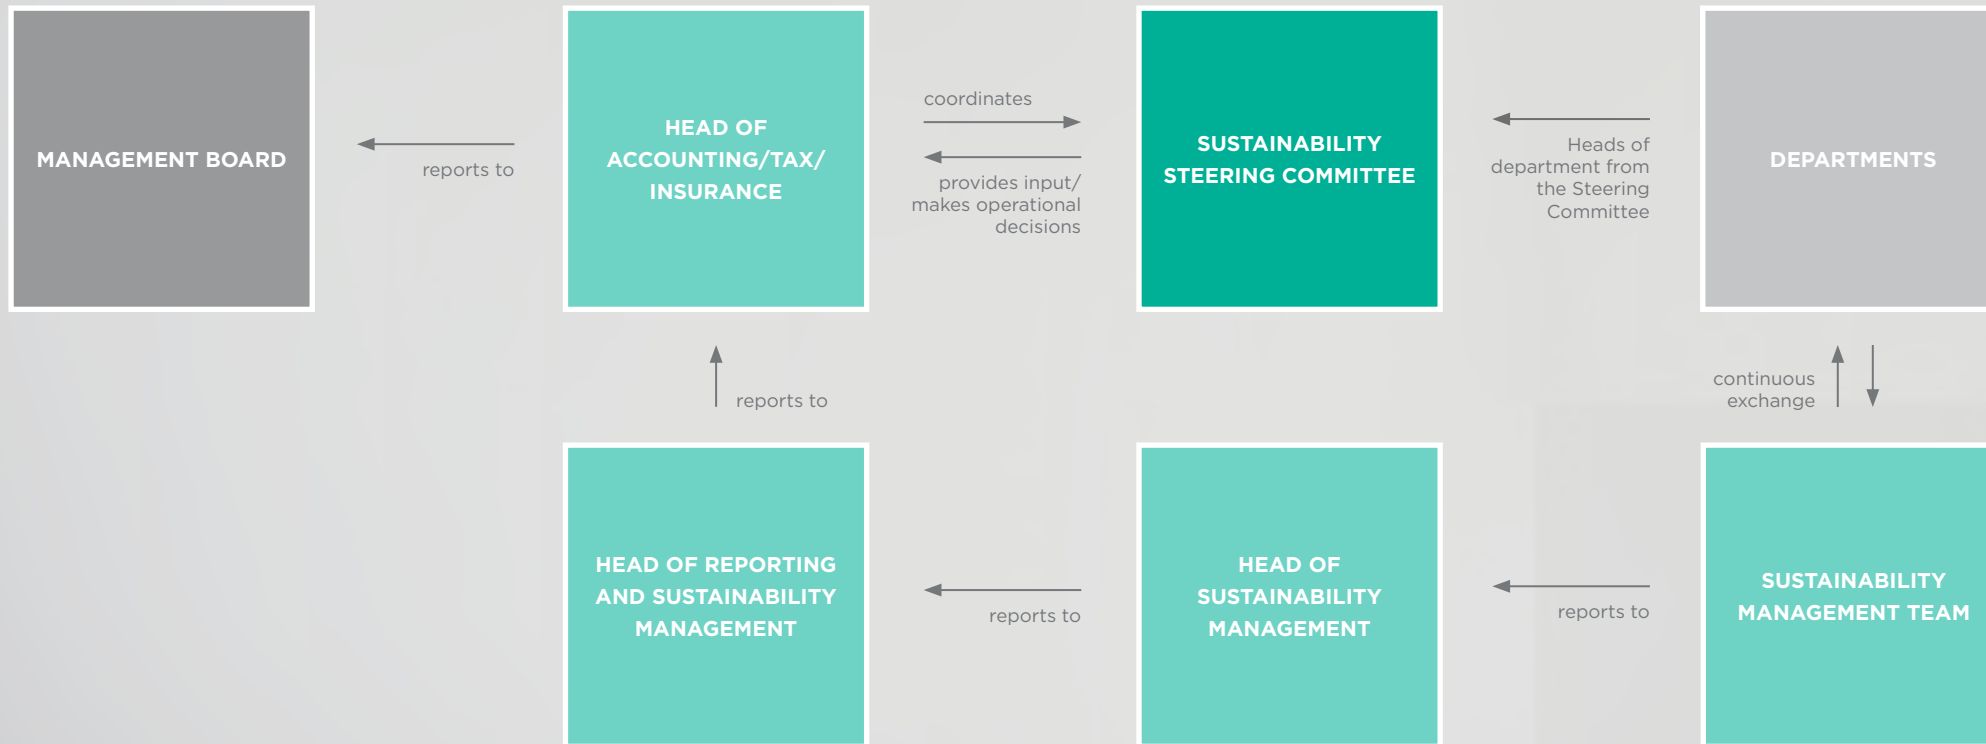 MANAGEMENT BOARD
reports to
HEAD OF
ACCOUNTING/TAX/
INSURANCE
coordinates
provides input/
makes operational
decisions
SUSTAINABILITY
STEERING COMMITTEE
Heads of
department from
the Steering
Committee
DEPARTMENTS
reports to
continuous
exchange
HEAD OF REPORTING
AND SUSTAINABILITY
MANAGEMENT
reports to
HEAD OF
SUSTAINABILITY
MANAGEMENT
reports to
SUSTAINABILITY
MANAGEMENT TEAM